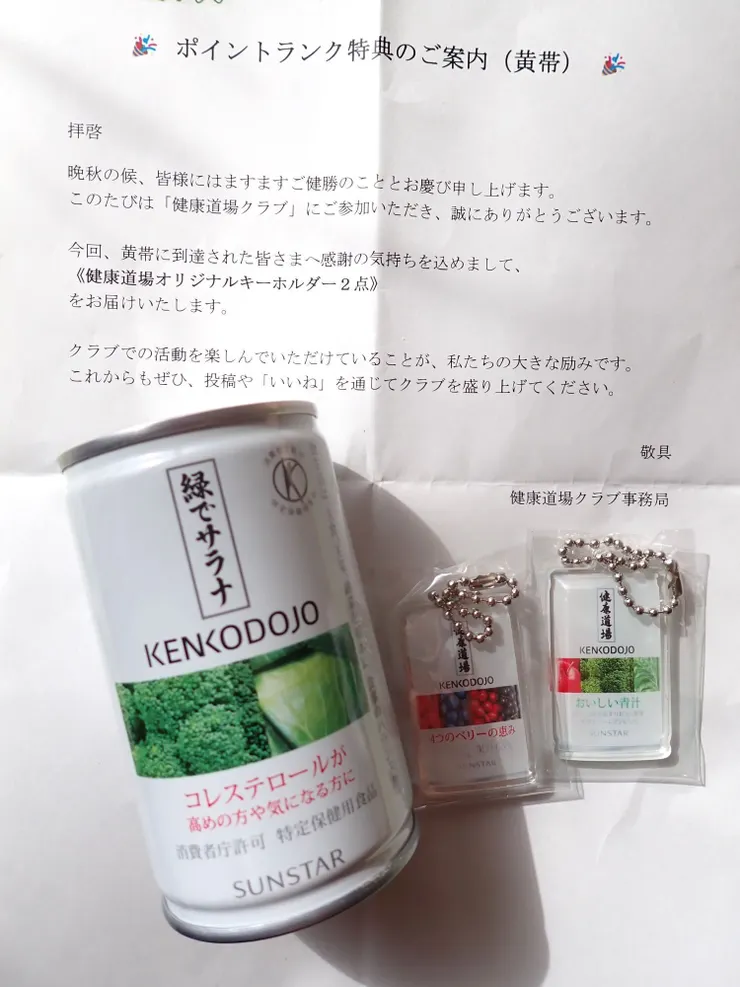 ポイントランク特典のご案内（黄帯）
拝啓
晩秋の候、皆様にはますますご健勝のこととお慶び申し上げます。
このたびは「健康道場クラブ」にご参加いただき、誠にありがとうございます。
今回、黄帯に到達された皆さまへ感謝の気持ちを込めまして、
《健康道場オリジナルキーホルダー２点》
をお届けいたします。
クラブでの活動を楽しんでいただけていることが、私たちの大きな励みです。
これからもぜひ、投稿や「いいね」を通じてクラブを盛り上げてください。
敬具
健康道場クラブ事務局
緑でサラナ
KENKODOJO
コレステロールが
高めの方や気になる方に
消費者庁許可 特定保健用食品
SUNSTAR
健康道場
KENKODOJO
4つのベリーの恵み
健康道場
KENKODOJO
おいしい青汁
SUNSTAR